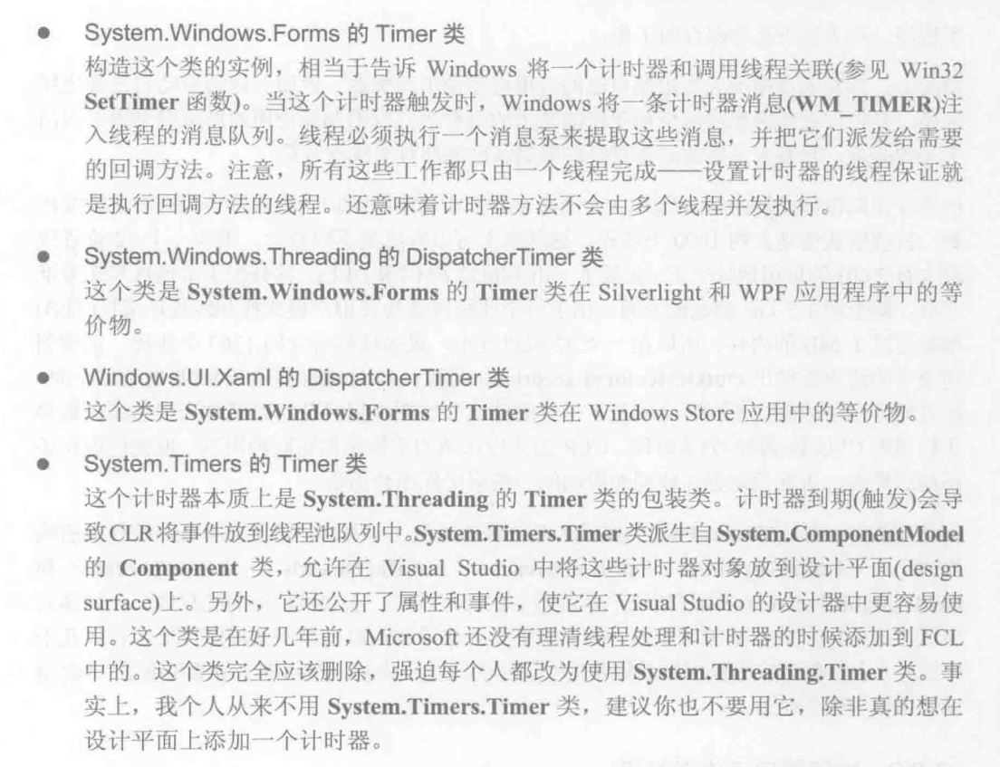 ● System.Windows.Forms 的 Timer 类
构造这个类的实例，相当于告诉 Windows 将一个计时器和调用线程关联(参见 Win32
SetTimer 函数)。当这个计时器触发时，Windows 将一条计时器消息(WM_TIMER)注
入线程的消息队列。线程必须执行一个消息泵来提取这些消息，并把它们派发给需要
的回调方法。注意，所有这些工作都只由一个线程完成——设置计时器的线程保证就
是执行回调方法的线程。还意味着计时器方法不会由多个线程并发执行。
● System.Windows.Threading 的 DispatcherTimer 类
这个类是 System.Windows.Forms 的 Timer 类在 Silverlight 和 WPF 应用程序中的等
价物。
● Windows.UI.Xaml 的 DispatcherTimer 类
这个类是 System.Windows.Forms 的 Timer 类在 Windows Store 应用中的等价物。
● System.Timers 的 Timer 类
这个计时器本质上是 System.Threading 的 Timer 类的包装类。计时器到期(触发)会导
致 CLR 将事件放到线程池队列中。System.Timers.Timer 类派生自 System.ComponentModel
的 Component 类，允许在 Visual Studio 中将这些计时器对象放到设计平面(design
surface)上。另外，它还公开了属性和事件，使它在 Visual Studio 的设计器中更容易使
用。这个类是在好几年前，Microsoft 还没有理清线程处理和计时器的时候添加到 FCL
中的。这个类完全应该删除，强迫每个人都改为使用 System.Threading.Timer 类。事
实上，我个人从来不用 System.Timers.Timer 类，建议你也不要用它，除非真的想在
设计平面上添加一个计时器。